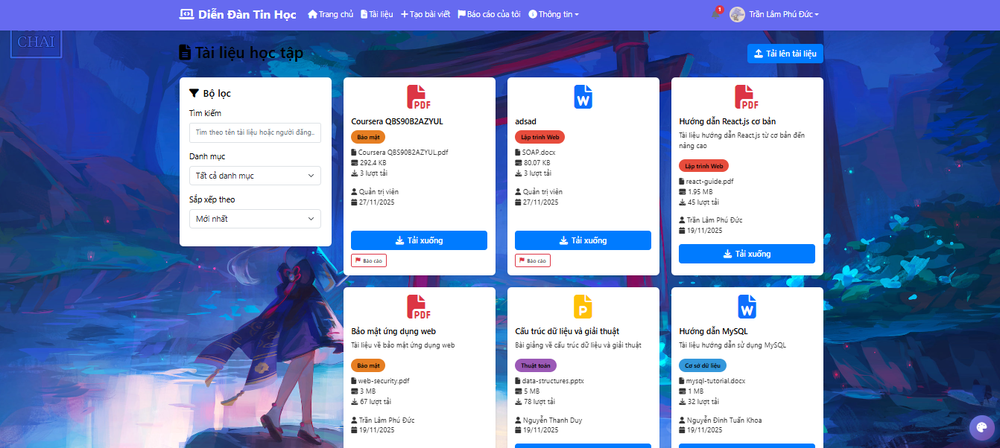 Diễn Đàn Tin Học Trang chủ Tài liệu Tạo bài viết Báo cáo của tôi Thông tin 1 Trần Lâm Phú Đức
CHAI
Tài liệu học tập
Tải lên tài liệu
Bộ lọc
Tìm kiếm
Tìm theo tên tài liệu hoặc người đăng..
Danh mục
Tất cả danh mục
Sắp xếp theo
Mới nhất
PDF
Coursera QBS90B2AZYUL
Bảo mật
Coursera QBS90B2AZYUL.pdf
292.4 KB
3 lượt tải
Quản trị viên
27/11/2025
Tải xuống
Báo cáo
W
adsad
Lập trình Web
SOAP.docx
80.07 KB
3 lượt tải
Quản trị viên
27/11/2025
Tải xuống
Báo cáo
PDF
Hướng dẫn React.js cơ bản
Tài liệu hướng dẫn React.js từ cơ bản đến
nâng cao
Lập trình Web
react-guide.pdf
1.95 MB
45 lượt tải
Trần Lâm Phú Đức
19/11/2025
Tải xuống
PDF
Bảo mật ứng dụng web
Tài liệu về bảo mật ứng dụng web
Bảo mật
web-security.pdf
3 MB
67 lượt tải
Trần Lâm Phú Đức
19/11/2025
P
Cấu trúc dữ liệu và giải thuật
Bài giảng về cấu trúc dữ liệu và giải thuật
Thuật toán
data-structures.pptx
5 MB
78 lượt tải
Nguyễn Thanh Duy
19/11/2025
W
Hướng dẫn MySQL
Tài liệu hướng dẫn sử dụng MySQL
Cơ sở dữ liệu
mysql-tutorial.docx
1 MB
32 lượt tải
Nguyễn Đình Tuấn Khoa
19/11/2025